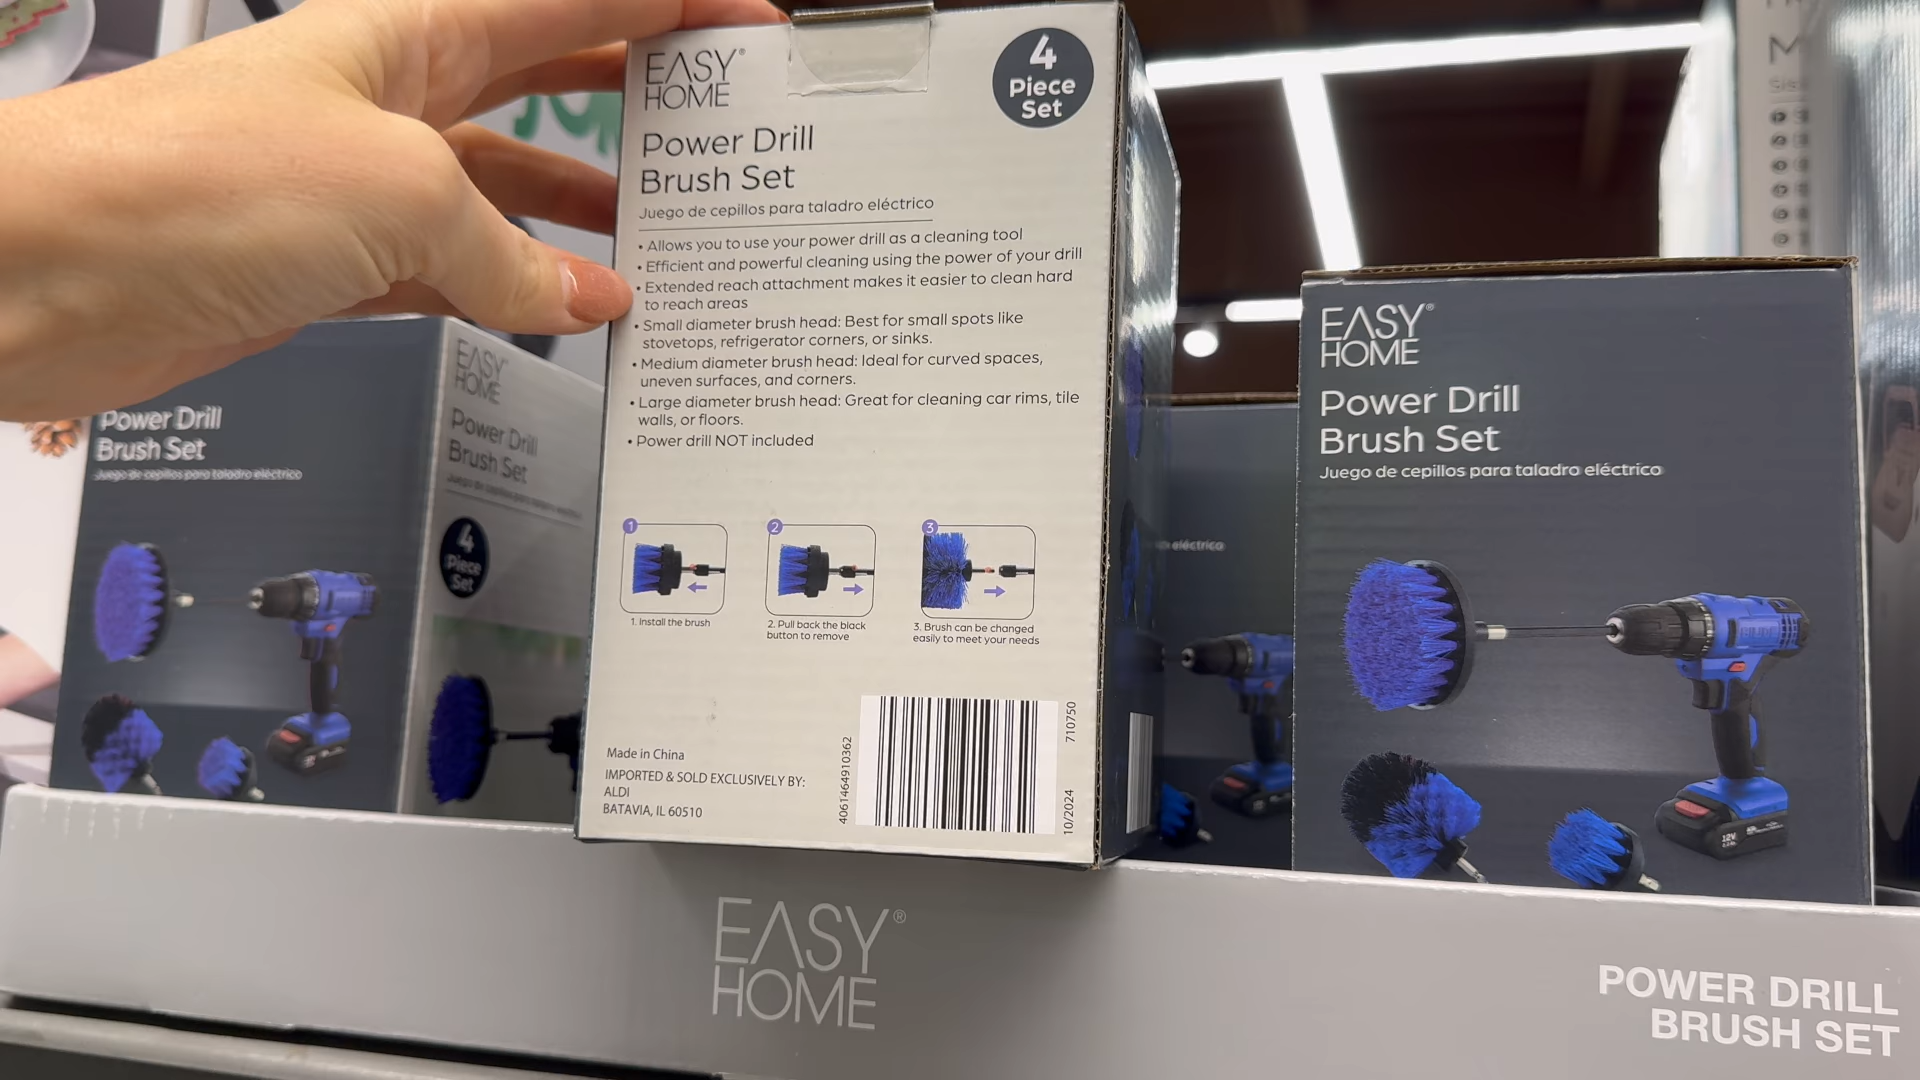 EASY®
HOME
4
Piece
Set
Power Drill
Brush Set
Juego de cepillos para taladro eléctrico
• Allows you to use your power drill as a cleaning tool
• Efficient and powerful cleaning using the power of your drill
• Extended reach attachment makes it easier to clean hard
to reach areas
• Small diameter brush head: Best for small spots like
stovetops, refrigerator corners, or sinks.
• Medium diameter brush head: Ideal for curved spaces,
uneven surfaces, and corners.
• Large diameter brush head: Great for cleaning car rims, tile
walls, or floors.
• Power drill NOT included
1
2
3
1. Install the brush
2. Pull back the black
button to remove
3. Brush can be changed
easily to meet your needs
Made in China
IMPORTED & SOLD EXCLUSIVELY BY:
ALDI
BATAVIA, IL 60510
4061464910362
710750
10/2024
Power Drill
Brush Set
Juego de cepillos para taladro eléctrico
EASY
HOME
Power Drill
Brush Set
4
Piece
Set
eléctrico
EASY®
HOME
Power Drill
Brush Set
Juego de cepillos para taladro eléctrico
12V
EASY®
HOME
POWER DRILL
BRUSH SET